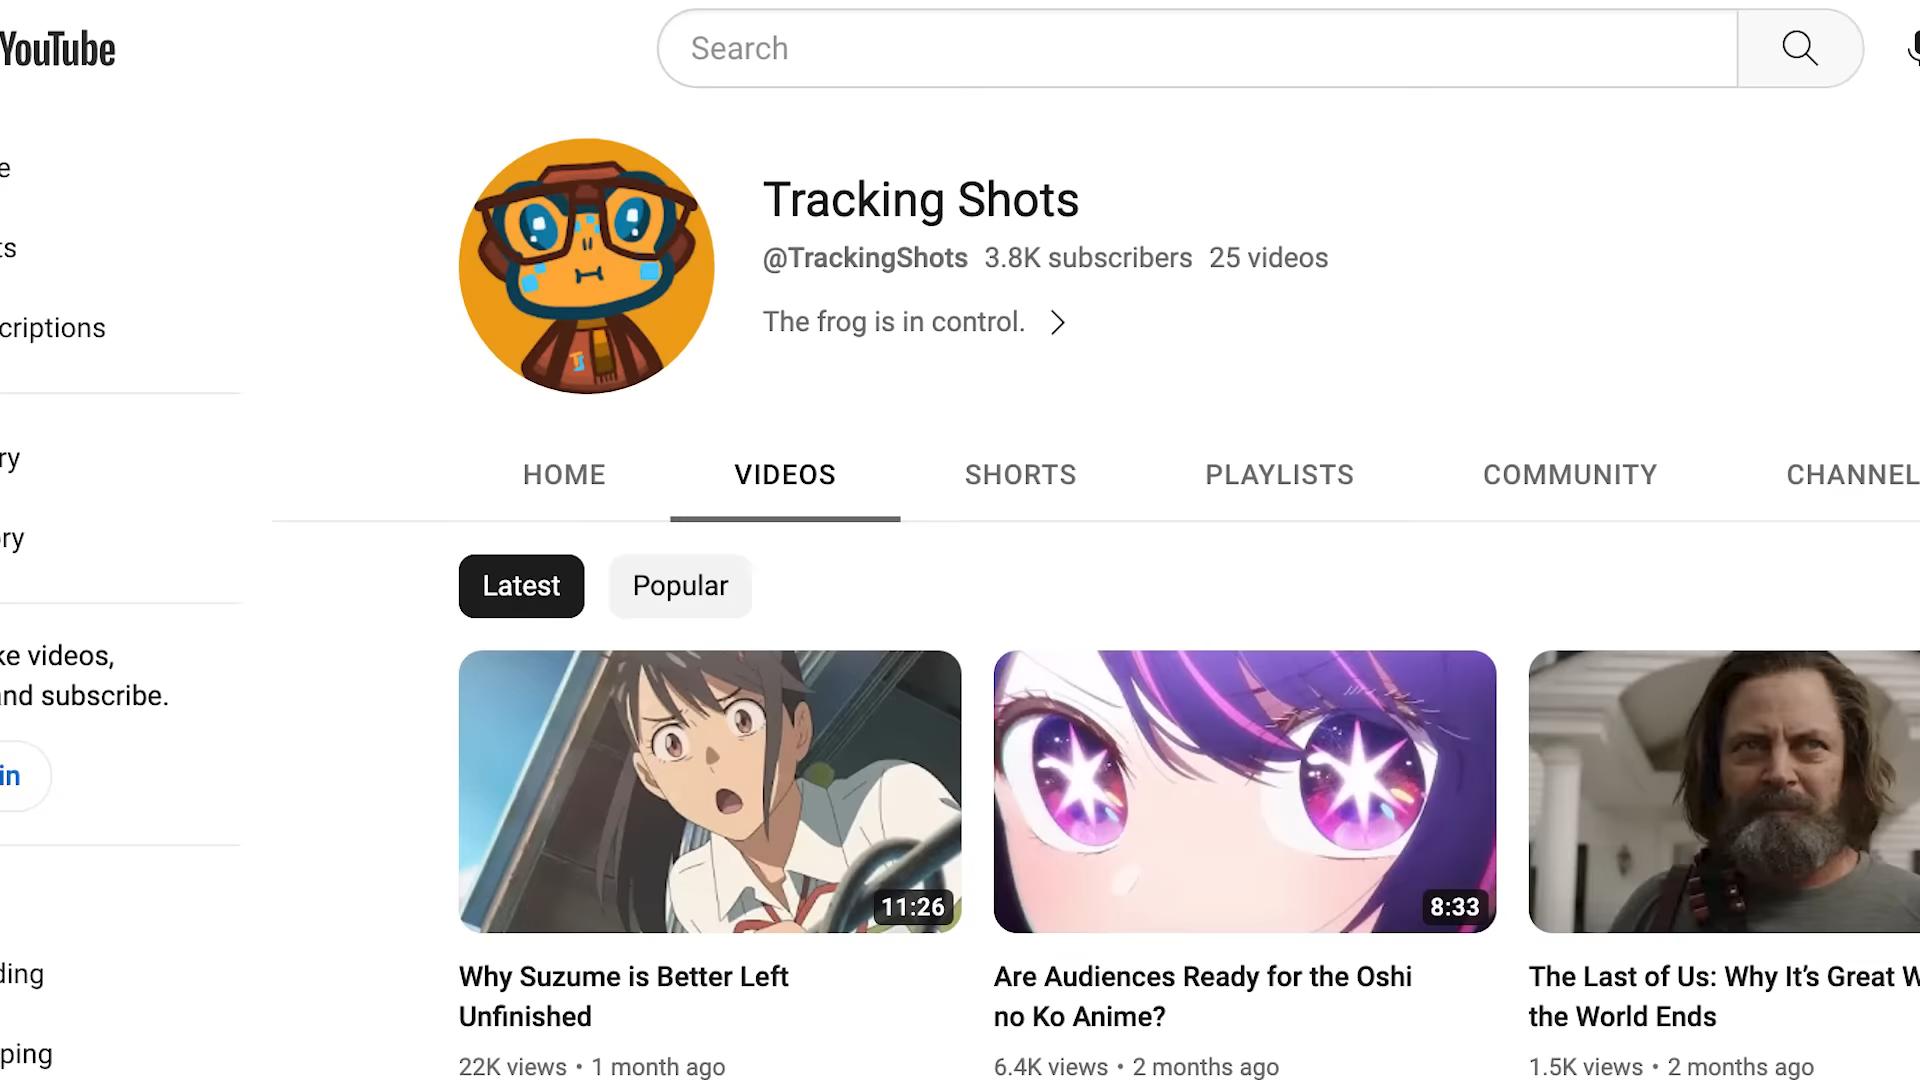 YouTube
Search
e
ts
criptions
ry
ory
ke videos,
and subscribe.
in
ding
ping
Tracking Shots
@TrackingShots 3.8K subscribers 25 videos
The frog is in control.
TS
HOME VIDEOS SHORTS PLAYLISTS COMMUNITY CHANNEL
Latest Popular
11:26
8:33
Why Suzume is Better Left
Unfinished
22K views • 1 month ago
Are Audiences Ready for the Oshi
no Ko Anime?
6.4K views • 2 months ago
The Last of Us: Why It’s Great W
the World Ends
1.5K views • 2 months ago